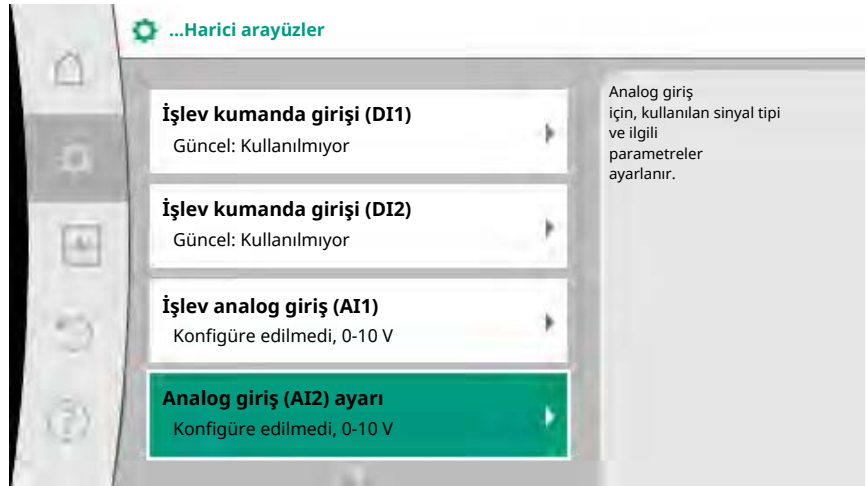 ...Harici arayüzler
İşlev kumanda girişi (DI1)
Güncel: Kullanılmıyor
İşlev kumanda girişi (DI2)
Güncel: Kullanılmıyor
İşlev analog giriş (AI1)
Konfigüre edilmedi, 0-10 V
Analog giriş (AI2) ayarı
Konfigüre edilmedi, 0-10 V
Analog giriş
için, kullanılan sinyal tipi
ve ilgili
parametreler
ayarlanır.